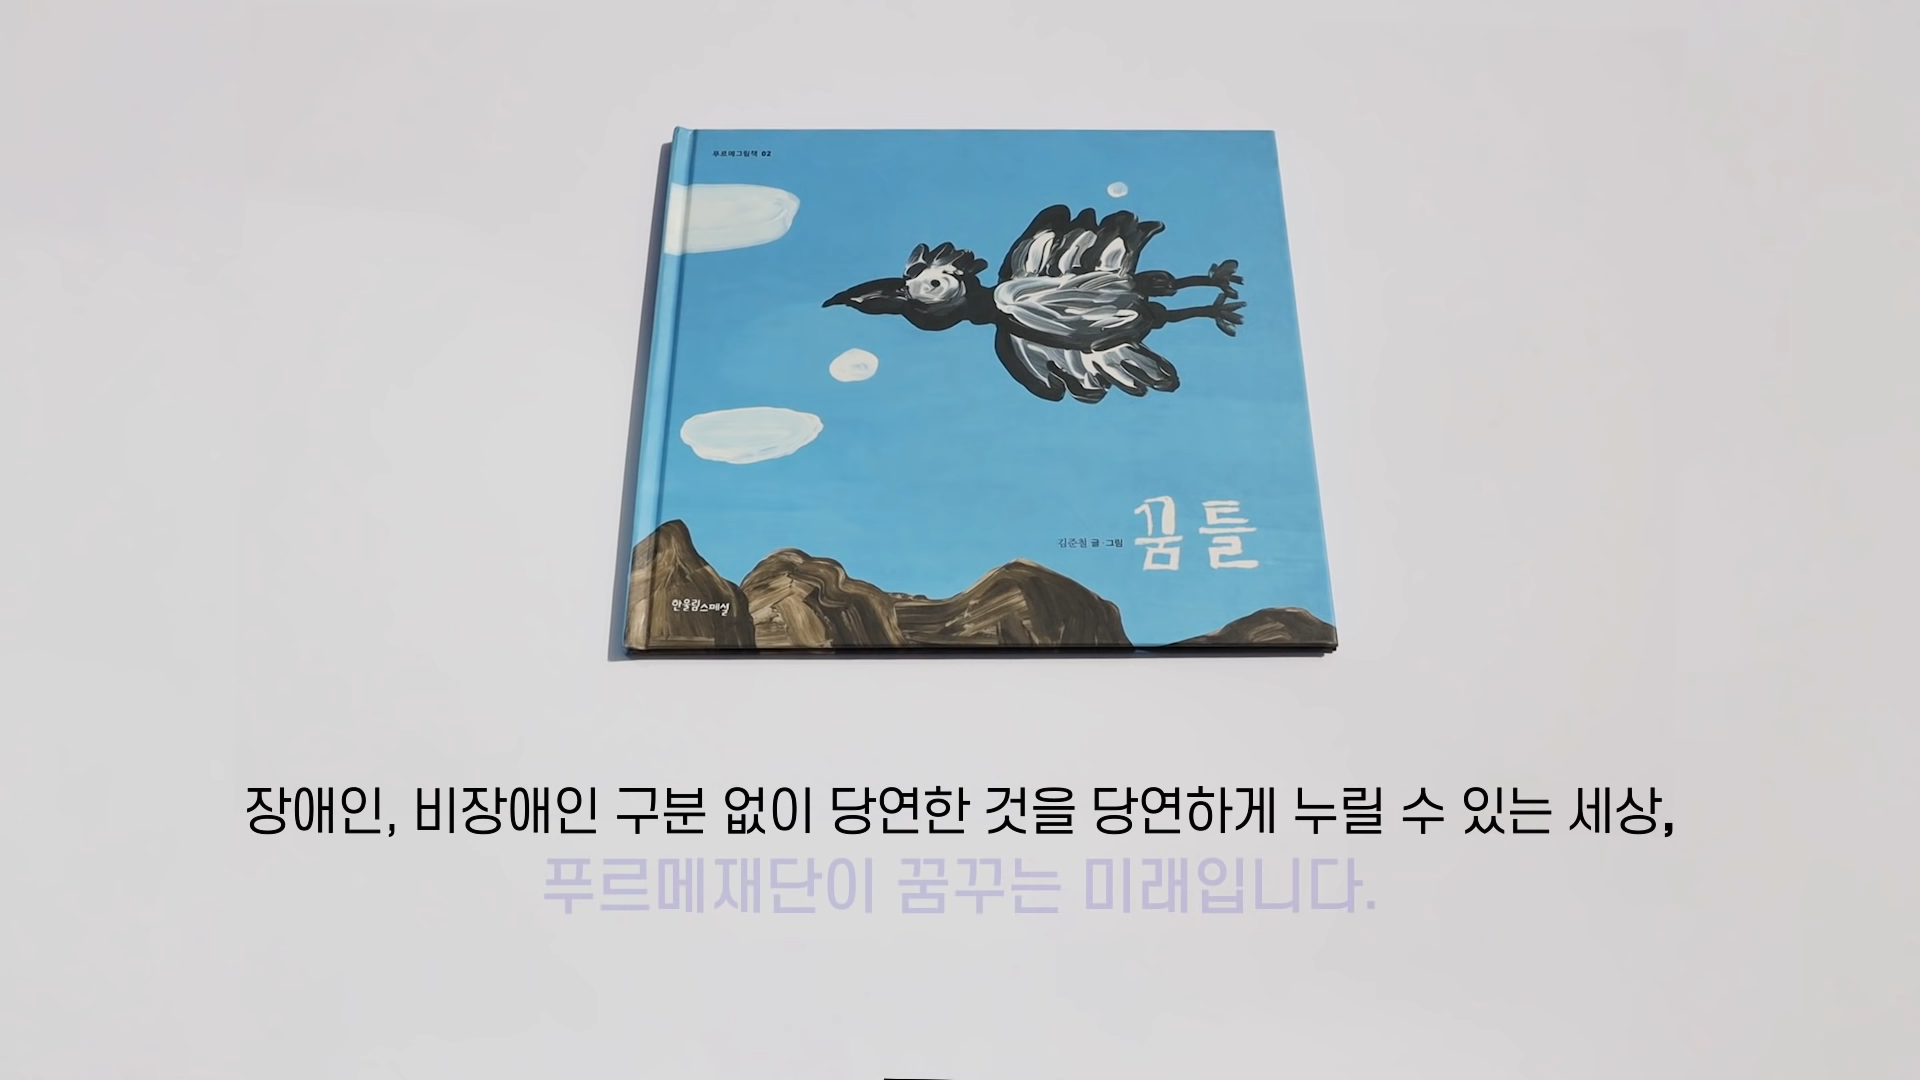 푸르메그림책 02
김준철 글·그림
꿈틀
한울림스페셜
장애인, 비장애인 구분 없이 당연한 것을 당연하게 누릴 수 있는 세상,
푸르메재단이 꿈꾸는 미래입니다.